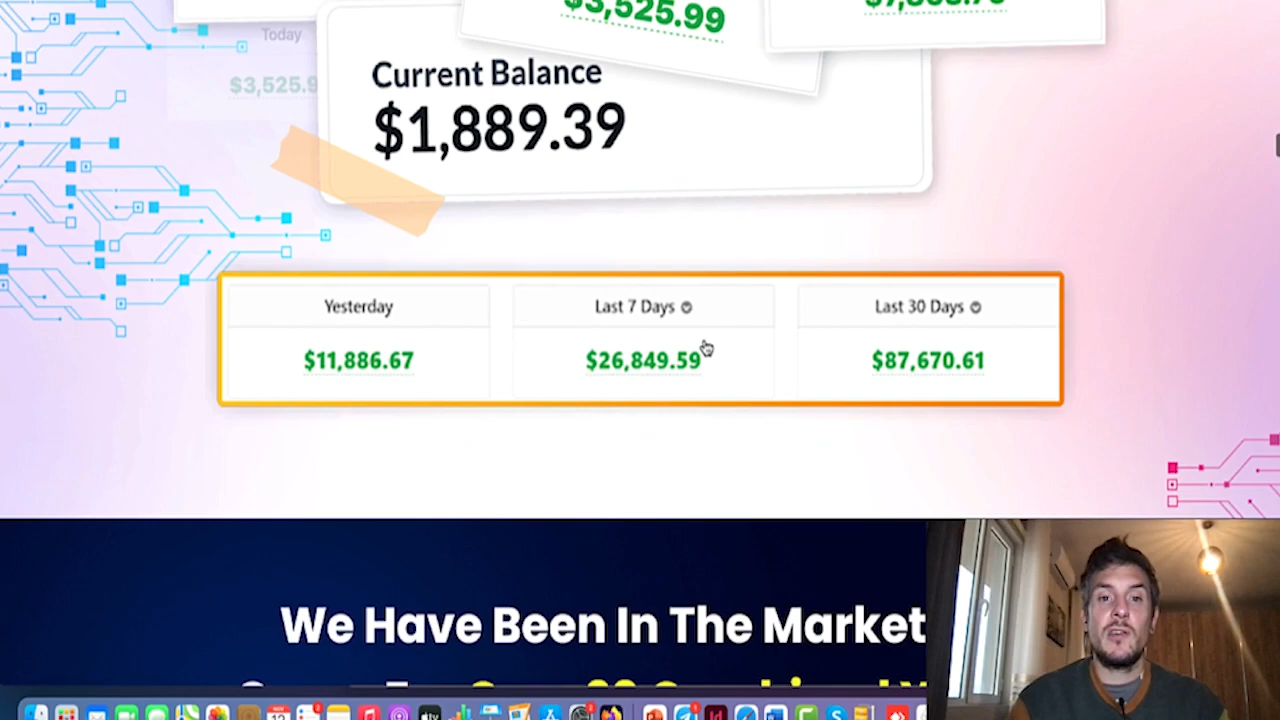 $3,525.99
Today
Current Balance
$1,889.39
Yesterday
Last 7 Days
Last 30 Days
$11,886.67
$26,849.59
$87,670.61
We Have Been In The Market